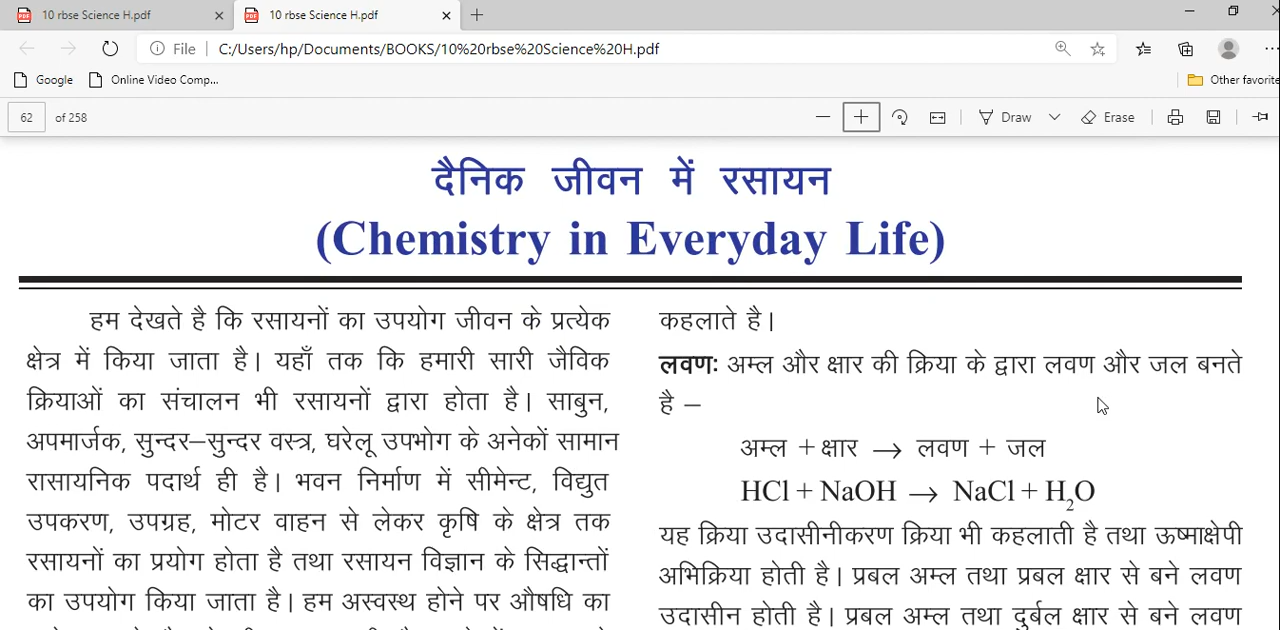 10 rbse Science H.pdf
10 rbse Science H.pdf
File
C:/Users/hp/Documents/BOOKS/10%20rbse%20Science%20H.pdf
Google
Online Video Comp...
Other favorite
62 of 258
Draw
Erase
दैनिक जीवन में रसायन
(Chemistry in Everyday Life)
हम देखते है कि रसायनों का उपयोग जीवन के प्रत्येक
क्षेत्र में किया जाता है। यहाँ तक कि हमारी सारी जैविक
क्रियाओं का संचालन भी रसायनों द्वारा होता है। साबुन,
अपमार्जक, सुन्दर–सुन्दर वस्त्र, घरेलू उपभोग के अनेकों सामान
रासायनिक पदार्थ ही है। भवन निर्माण में सीमेन्ट, विद्युत
उपकरण, उपग्रह, मोटर वाहन से लेकर कृषि के क्षेत्र तक
रसायनों का प्रयोग होता है तथा रसायन विज्ञान के सिद्धान्तों
का उपयोग किया जाता है। हम अस्वस्थ होने पर औषधि का
कहलाते है।
लवणः अम्ल और क्षार की क्रिया के द्वारा लवण और जल बनते
है –
अम्ल + क्षार → लवण + जल
HCl + NaOH → NaCl + H₂O
यह क्रिया उदासीनीकरण क्रिया भी कहलाती है तथा ऊष्माक्षेपी
अभिक्रिया होती है। प्रबल अम्ल तथा प्रबल क्षार से बने लवण
उदासीन होती है। प्रबल अम्ल तथा दुर्बल क्षार से बने लवण